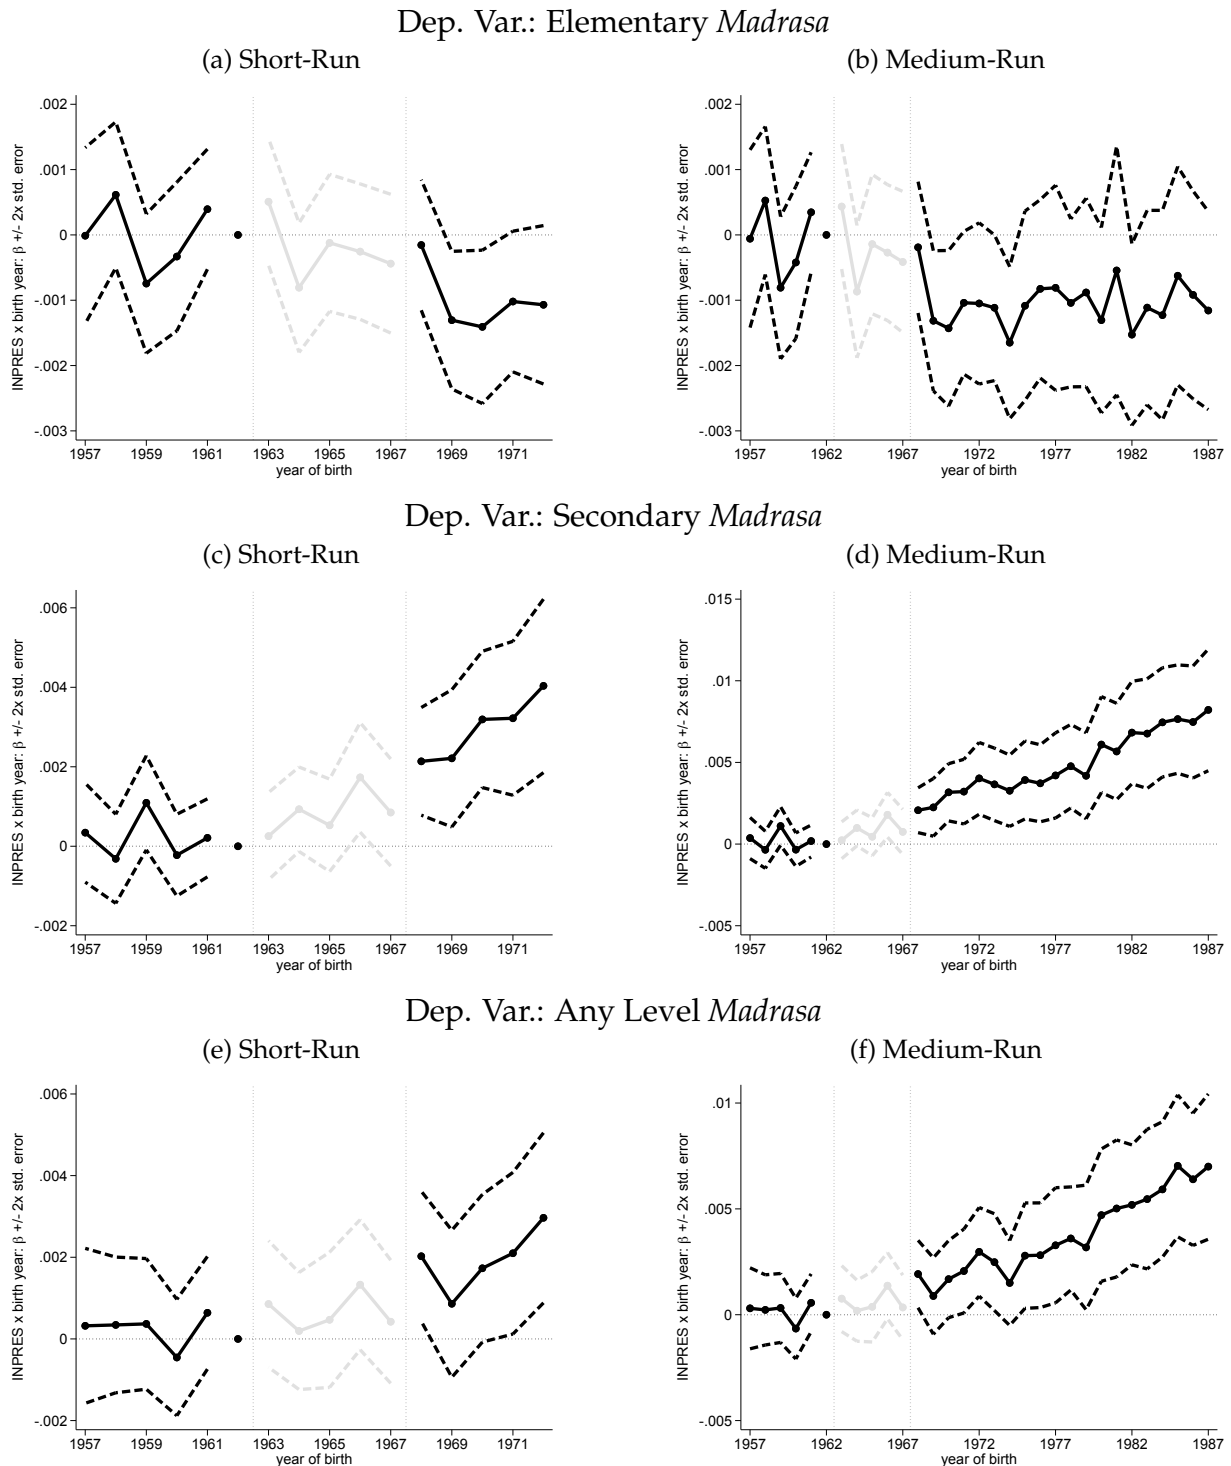 Dep. Var.: Elementary Madrasa
(a) Short-Run
INPRES x birth year: β +/- 2x std. error
.002
.001
0
-.001
-.002
-.003
1957 1959 1961 1963 1965 1967 1969 1971
year of birth
(b) Medium-Run
INPRES x birth year: β +/- 2x std. error
.002
.001
0
-.001
-.002
-.003
1957 1962 1967 1972 1977 1982 1987
year of birth
Dep. Var.: Secondary Madrasa
(c) Short-Run
INPRES x birth year: β +/- 2x std. error
.006
.004
.002
0
-.002
1957 1959 1961 1963 1965 1967 1969 1971
year of birth
(d) Medium-Run
INPRES x birth year: β +/- 2x std. error
.015
.01
.005
0
-.005
1957 1962 1967 1972 1977 1982 1987
year of birth
Dep. Var.: Any Level Madrasa
(e) Short-Run
INPRES x birth year: β +/- 2x std. error
.006
.004
.002
0
-.002
1957 1959 1961 1963 1965 1967 1969 1971
year of birth
(f) Medium-Run
INPRES x birth year: β +/- 2x std. error
.01
.005
0
-.005
1957 1962 1967 1972 1977 1982 1987
year of birth